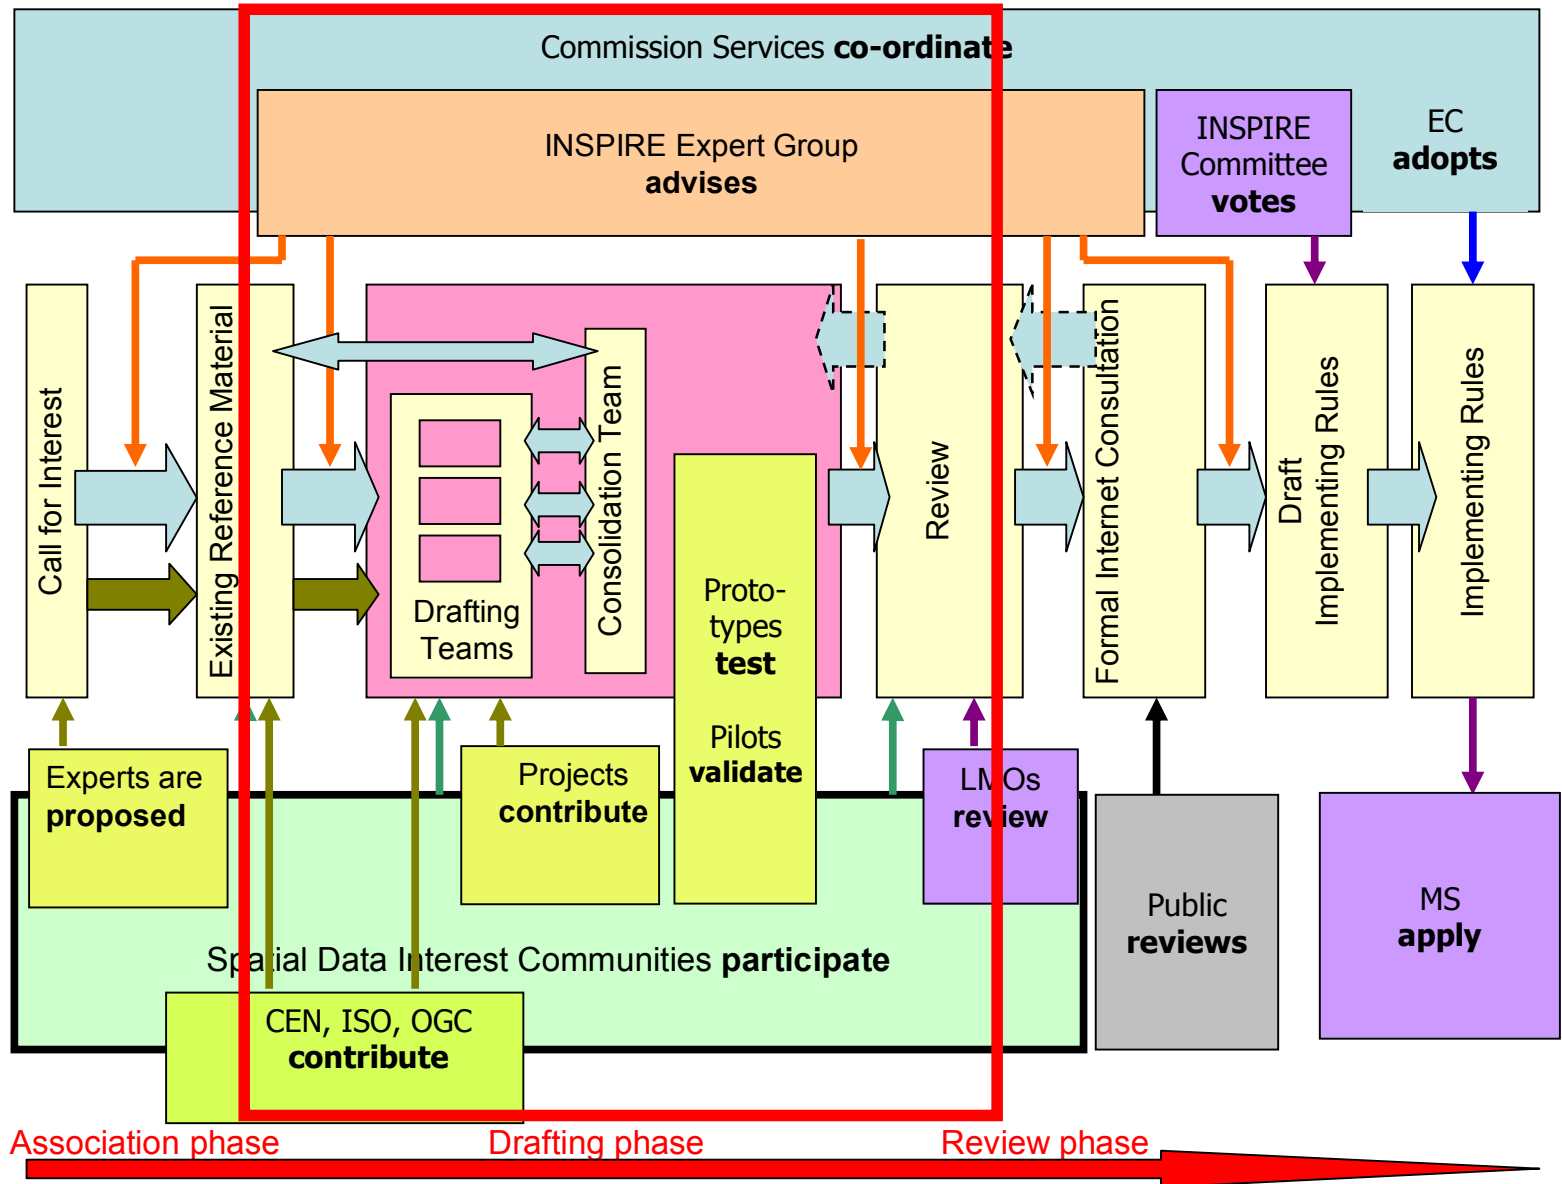 Commission Services co-ordinate
INSPIRE Expert Group
advises
INSPIRE
Committee
votes
EC
adopts
Call for Interest
Existing Reference Material
Drafting
Teams
Consolidation Team
Proto-
types
test
Pilots
validate
Review
Formal Internet Consultation
Draft
Implementing Rules
Implementing Rules
Experts are
proposed
Projects
contribute
LMOs
review
Public
reviews
MS
apply
Spatial Data Interest Communities participate
CEN, ISO, OGC
contribute
Association phase
Drafting phase
Review phase